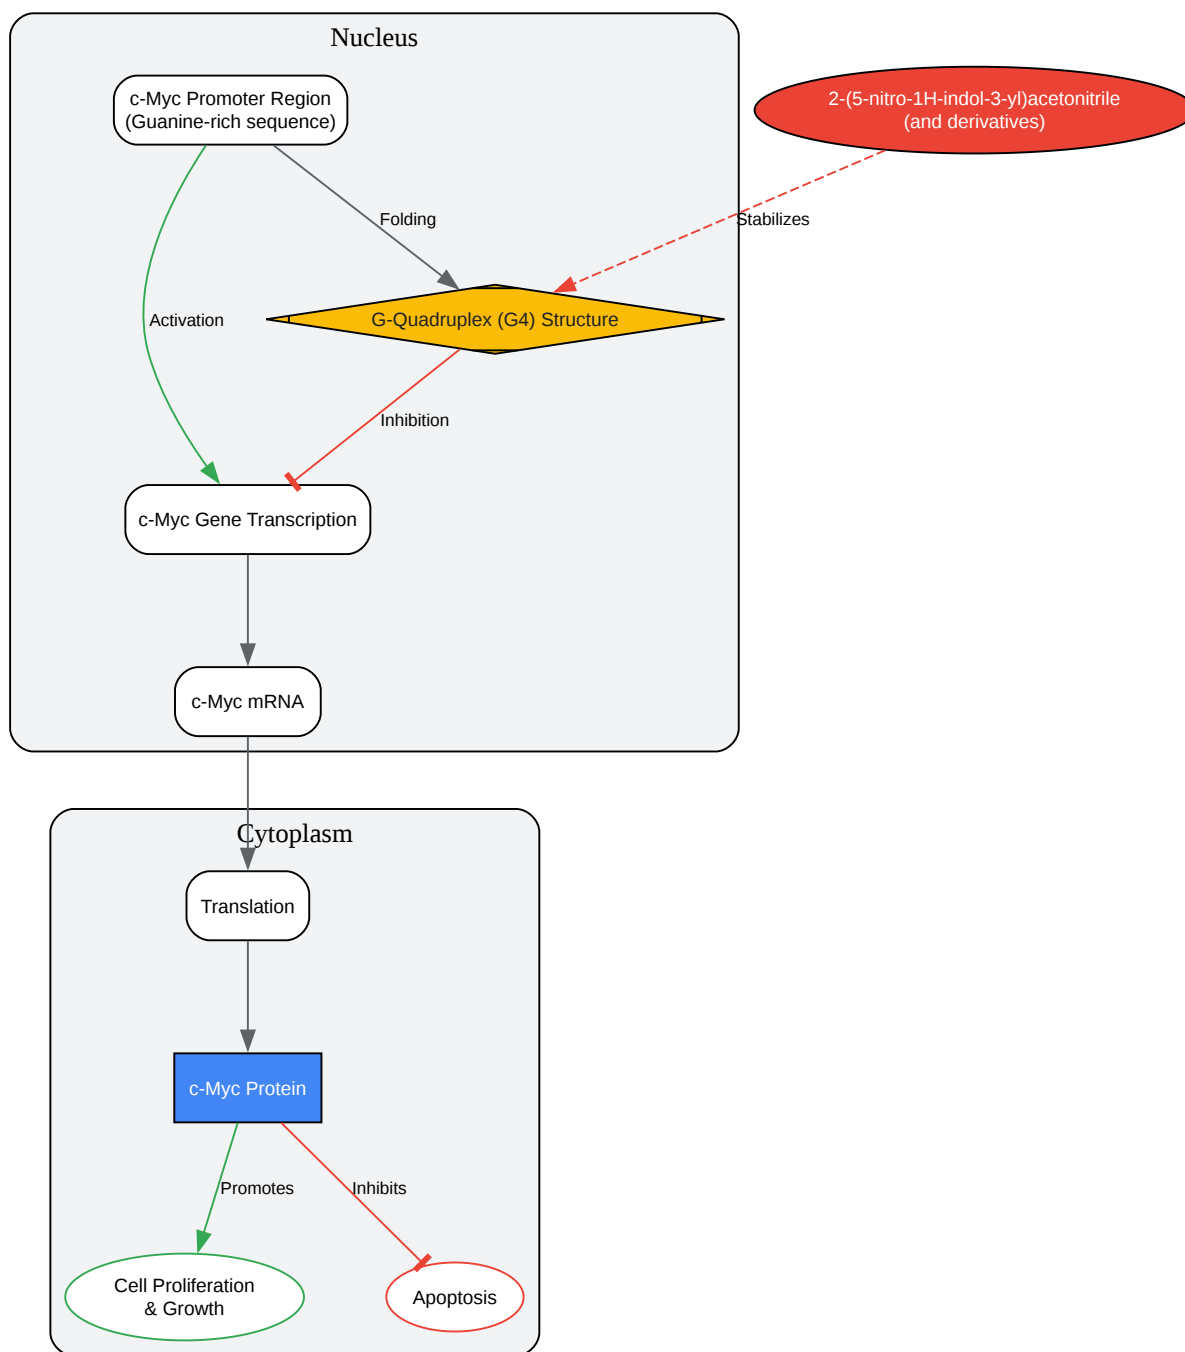 Nucleus
c-Myc Promoter Region
(Guanine-rich sequence)
2-(5-nitro-1H-indol-3-yl)acetonitrile
(and derivatives)
Folding
Stabilizes
Activation
G-Quadruplex (G4) Structure
Inhibition
c-Myc Gene Transcription
c-Myc mRNA
Cytoplasm
Translation
c-Myc Protein
Promotes
Inhibits
Cell Proliferation
& Growth
Apoptosis